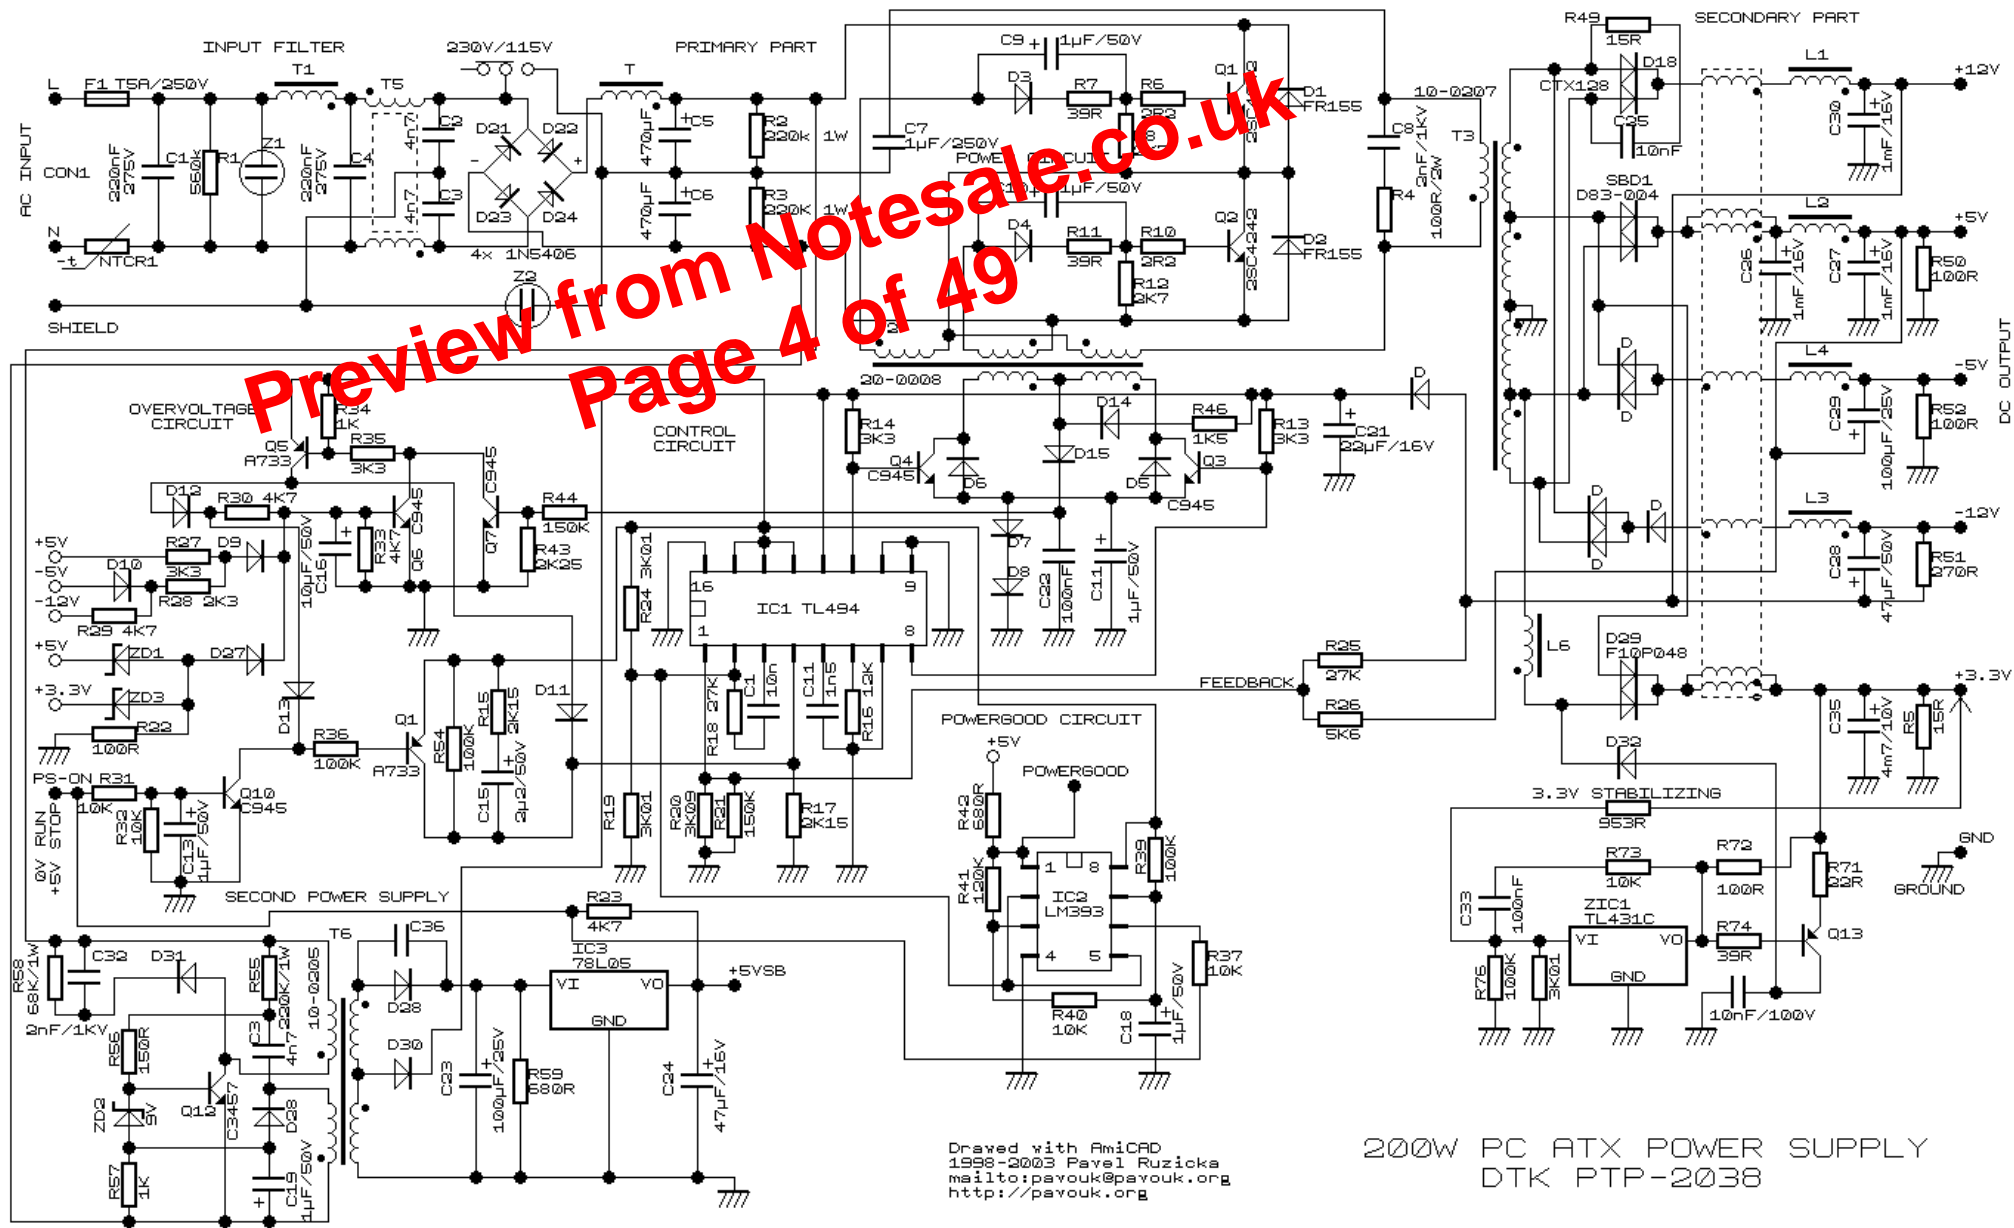 INPUT FILTER
230V/115V
PRIMARY PART
SECONDARY PART
L
F1 T5A/250V
T1
T5
T
AC INPUT
CON1
N
-t
NTCR1
SHIELD
220nF
275V
C1
560k
R1
Z1
220nF
275V
C4
4n7
C2
4n7
C3
D21
D22
D23
D24
-
+
4x 1N5406
Z2
470µF
C5
470µF
C6
R2
220k 1W
R3
220K 1W
C7
1µF/250V
C9
1µF/50V
D3
R7
39R
R6
2R2
Q1
D1
FR155
POWER CIRCUIT
1µF/50V
D4
R11
39R
R10
2R2
Q2
2SC4242
D2
FR155
R12
2K7
10-0207
C8
2nF/1KV
R4
100R/2W
T3
R49
15R
D18
CTX128
C25
10nF
SBD1
D83-004
L1
+12V
C30
1mF/16V
L2
+5V
C26
1mF/16V
C27
1mF/16V
R50
100R
D
D
L4
-5V
C29
100µF/25V
R52
100R
DC OUTPUT
D
D
D
L3
-12V
C28
47µF/50V
R51
270R
L6
D29
F10P048
+3.3V
C35
4m7/10V
R5
15R
D32
3.3V STABILIZING
953R
GND
GROUND
R73
10K
R72
100R
R71
22R
C33
100nF
ZIC1
TL431C
VI
VO
GND
R74
39R
Q13
R76
100K
3K01
10nF/100V
20-0008
OVERVOLTAGE
CIRCUIT
R34
1K
Q5
A733
R35
3K3
CONTROL
CIRCUIT
R14
3K3
Q4
C945
D6
D14
D15
R46
1K5
D5
Q3
C945
R13
3K3
C21
22µF/16V
D
D12
R30 4K7
C945
Q7
R44
150K
R43
2K25
+5V
R27
3K3
D9
-5V
D10
R28 2K3
-12V
R29 4K7
10µF/50V
C16
R33
4K7
Q6 C945
D7
D8
C22
100nF
C11
1µF/50V
R24 3K01
16
9
IC1 TL494
1
8
+5V
ZD1
D27
+3.3V
ZD3
R22
100R
D13
R36
100K
Q1
A733
R54
100K
R15
2K15
C15
2µ2/50V
D11
R18 27K
C1
10n
C11
1n5
R16 12K
R19
3K01
R20
3K09
R21
150K
R17
2K15
FEEDBACK
R25
27K
R26
5K6
POWERGOOD CIRCUIT
+5V
POWERGOOD
R42
680R
R41
120K
1
8
IC2
LM393
4
5
R39
100K
R37
10K
R40
10K
C18
1µF/50V
PS-ON R31
10K
0V RUN
+5V STOP
R32
10K
C13
1µF/50V
Q10
C945
SECOND POWER SUPPLY
R23
4K7
T6
C36
IC3
78L05
VI
VO
GND
+5VSB
R58
68K/1W
C32
2nF/1KV
D31
R55
220K/1W
10-0205
R56
150R
C3
4n7
ZD2
9V
Q12
C3457
D28
R57
1K
C19
1µF/50V
D28
D30
C23
100µF/25V
R59
680R
C24
47µF/16V
Drawed with AmiCAD
1998-2003 Pavel Ruzicka
mailto:pavouk@pavouk.org
http://pavouk.org
200W PC ATX POWER SUPPLY
DTK PTP-2038
Preview from Notesale.co.uk
Page 4 of 49